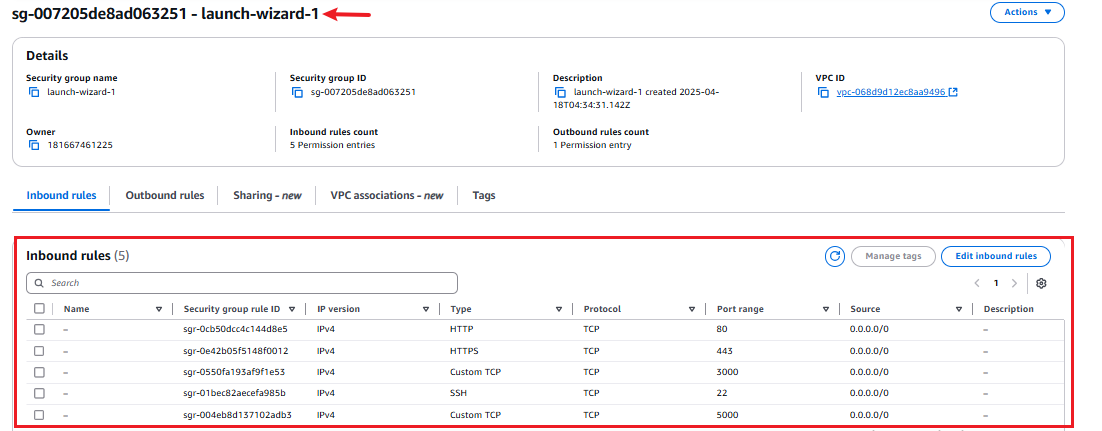 sg-007205de8ad063251 - launch-wizard-1
Actions
Details
Security group name
launch-wizard-1
Security group ID
sg-007205de8ad063251
Description
launch-wizard-1 created 2025-04-
18T04:34:31.142Z
VPC ID
vpc-068d9d12ec8aa9496
Owner
181667461225
Inbound rules count
5 Permission entries
Outbound rules count
1 Permission entry
Inbound rules Outbound rules Sharing - new VPC associations - new Tags
Inbound rules (5)
Manage tags
Edit inbound rules
Search
1
Name Security group rule ID IP version Type Protocol Port range Source Description
– sgr-0cb50dcc4c144d8e5 IPv4 HTTP TCP 80 0.0.0.0/0 –
– sgr-0e42b05f5148f0012 IPv4 HTTPS TCP 443 0.0.0.0/0 –
– sgr-0550fa193af9f1e53 IPv4 Custom TCP TCP 3000 0.0.0.0/0 –
– sgr-01bec82aecefa985b IPv4 SSH TCP 22 0.0.0.0/0 –
– sgr-004eb8d137102adb3 IPv4 Custom TCP TCP 5000 0.0.0.0/0 –